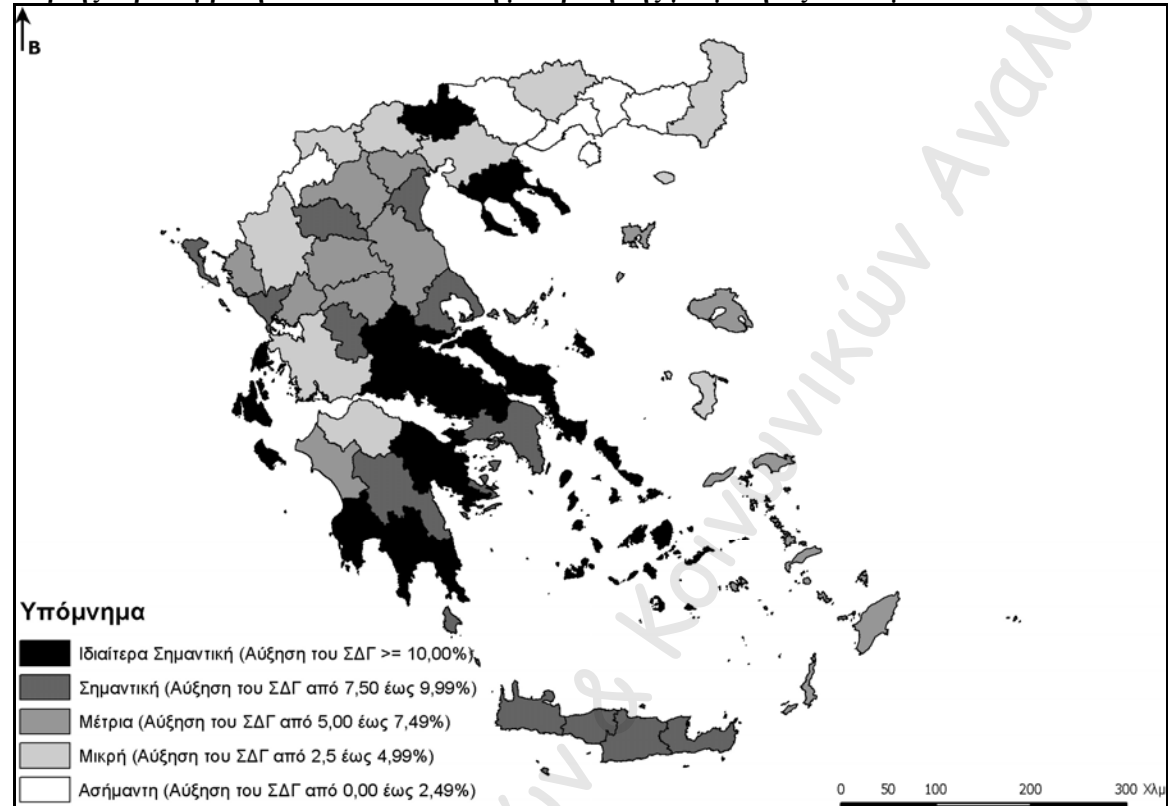 Β
Υπόμνημα
Ιδιαίτερα Σημαντική (Αύξηση του ΣΔΓ >= 10,00%)
Σημαντική (Αύξηση του ΣΔΓ από 7,50 έως 9,99%)
Μέτρια (Αύξηση του ΣΔΓ από 5,00 έως 7,49%)
Μικρή (Αύξηση του ΣΔΓ από 2,5 έως 4,99%)
Ασήμαντη (Αύξηση του ΣΔΓ από 0,00 έως 2,49%)
0 50 100 200 300 Χλμ
& Κοινωνικών